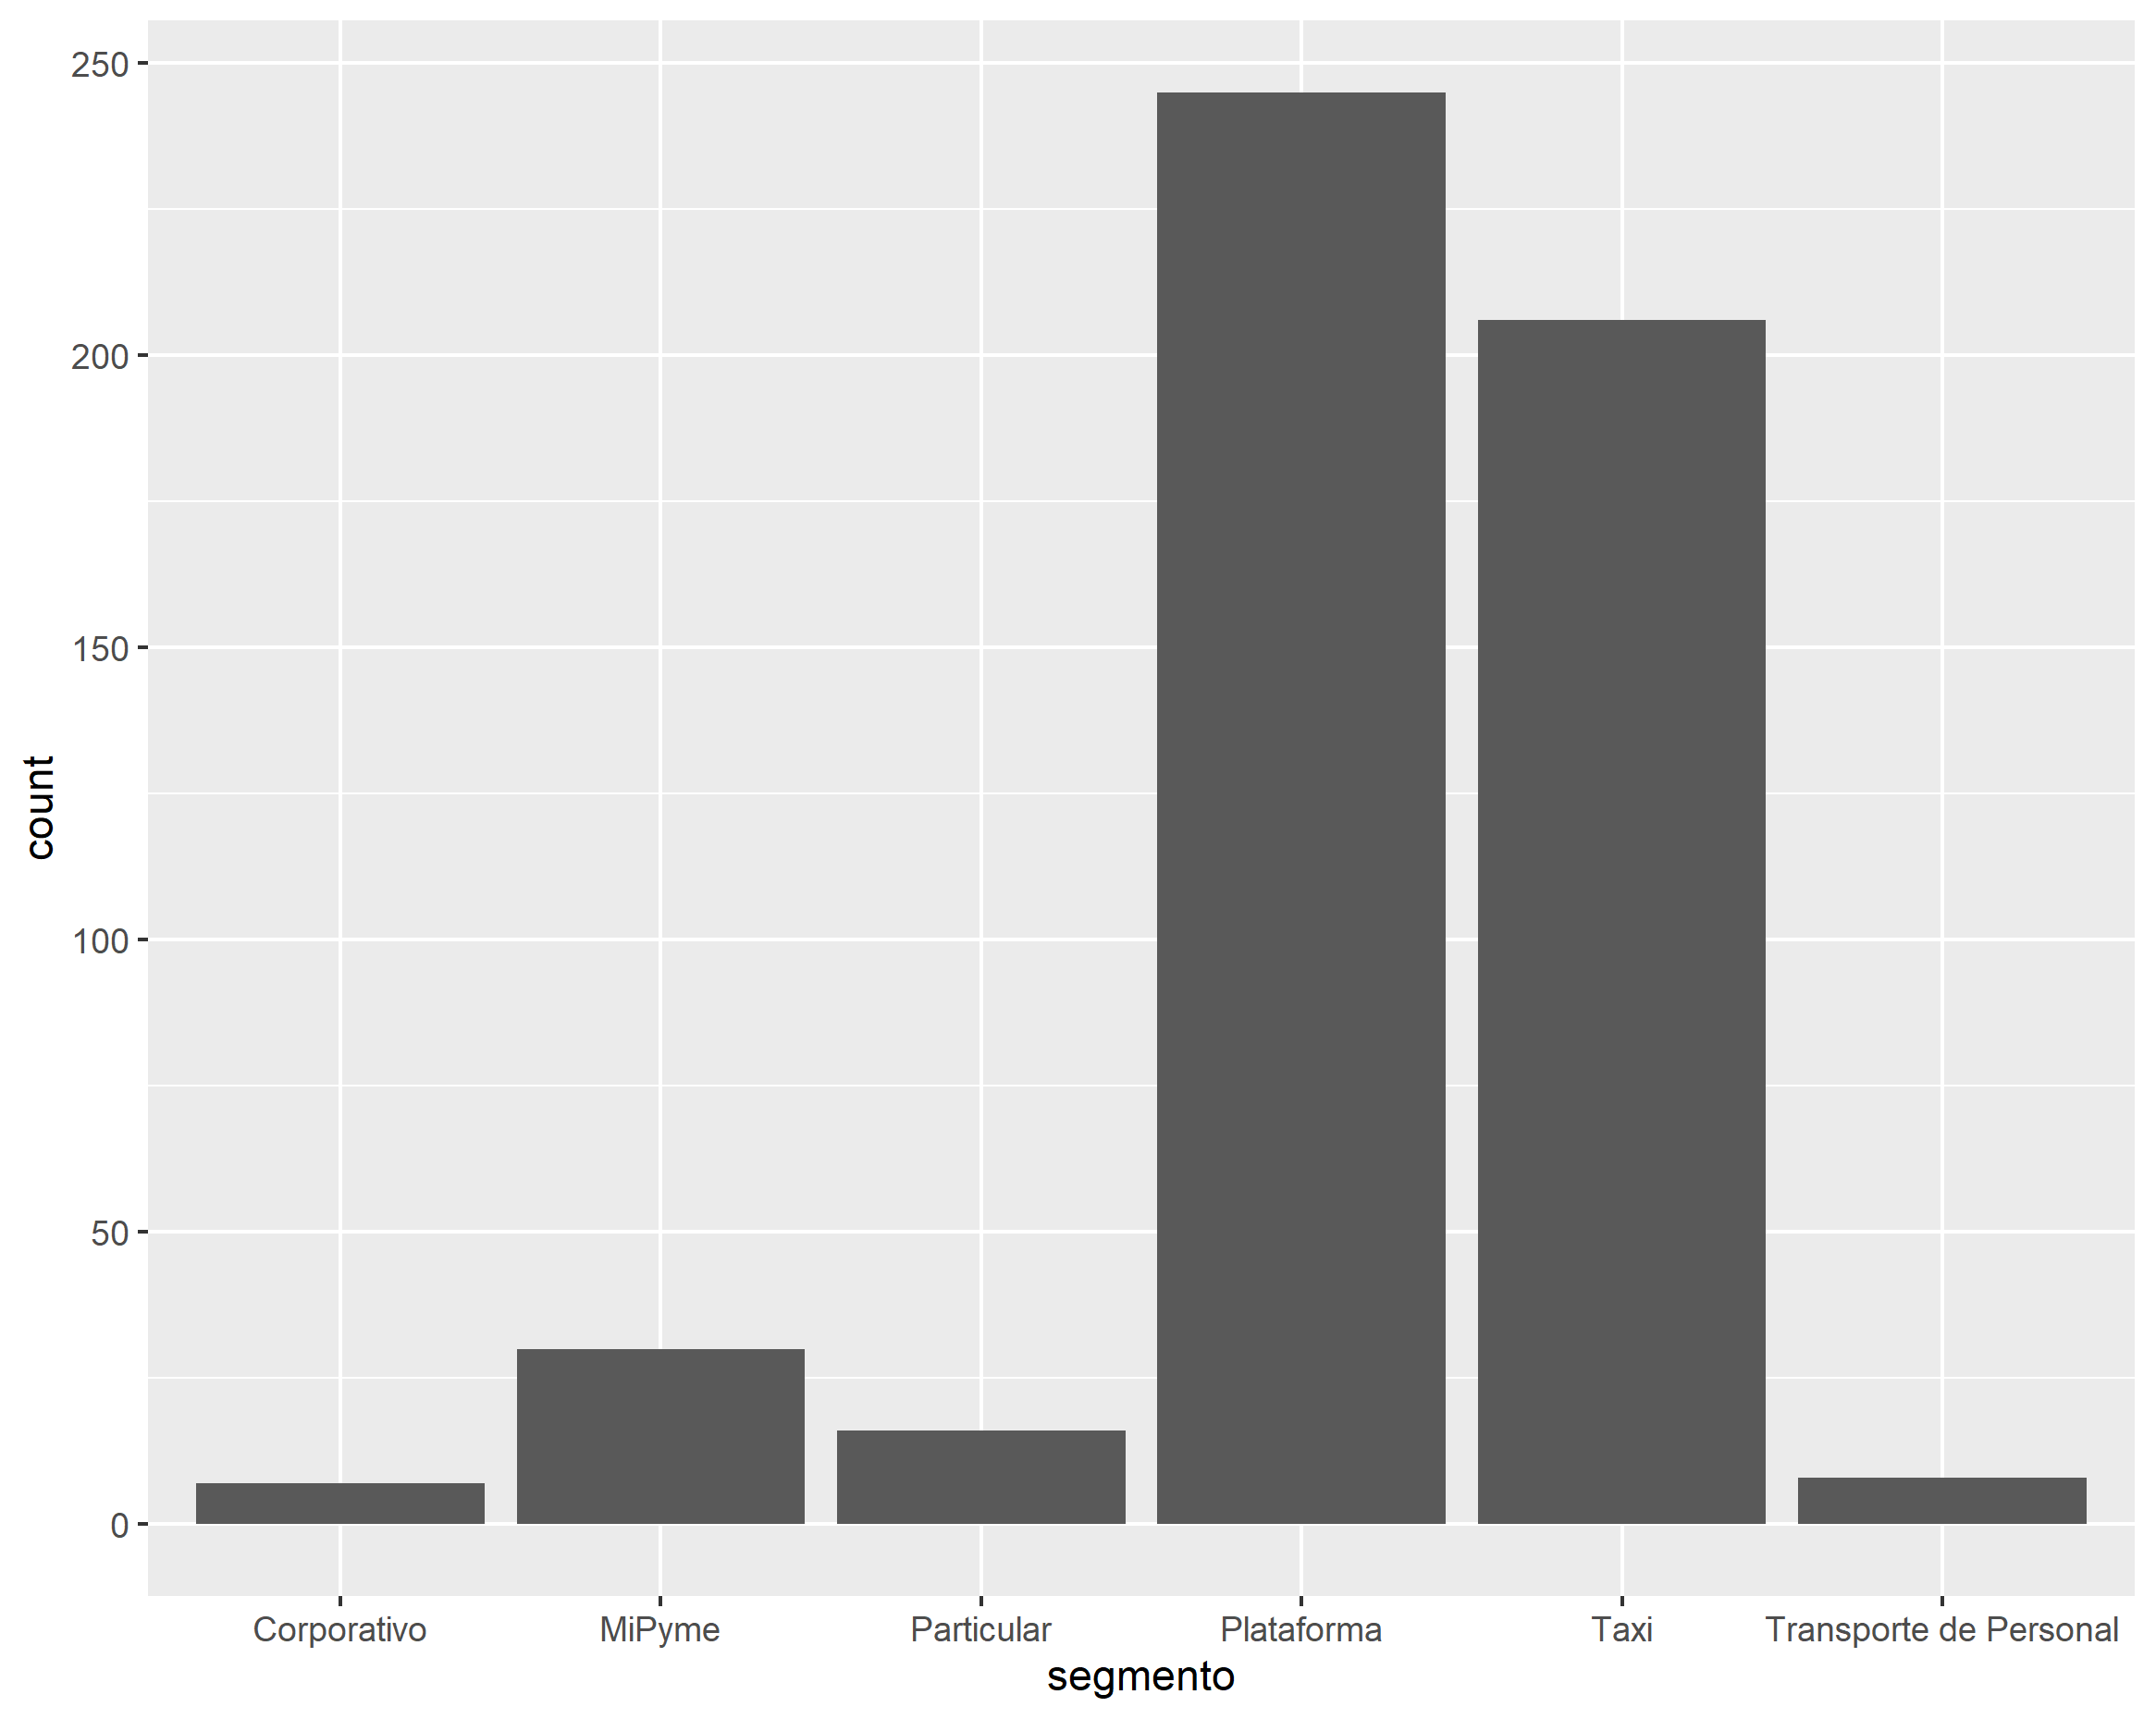 250
200
150
100
50
0
count
Corporativo MiPyme Particular Plataforma Taxi Transporte de Personal
segmento